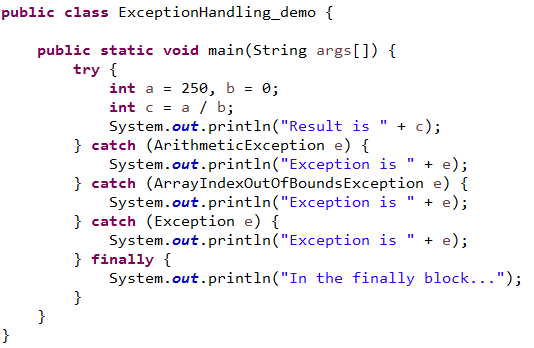 public class ExceptionHandling_demo {
public static void main(String args[]) {
try {
int a = 250, b = 0;
int c = a / b;
System.out.println("Result is " + c);
} catch (ArithmeticException e) {
System.out.println("Exception is " + e);
} catch (ArrayIndexOutOfBoundsException e) {
System.out.println("Exception is " + e);
} catch (Exception e) {
System.out.println("Exception is " + e);
} finally {
System.out.println("In the finally block...");
}
}
}